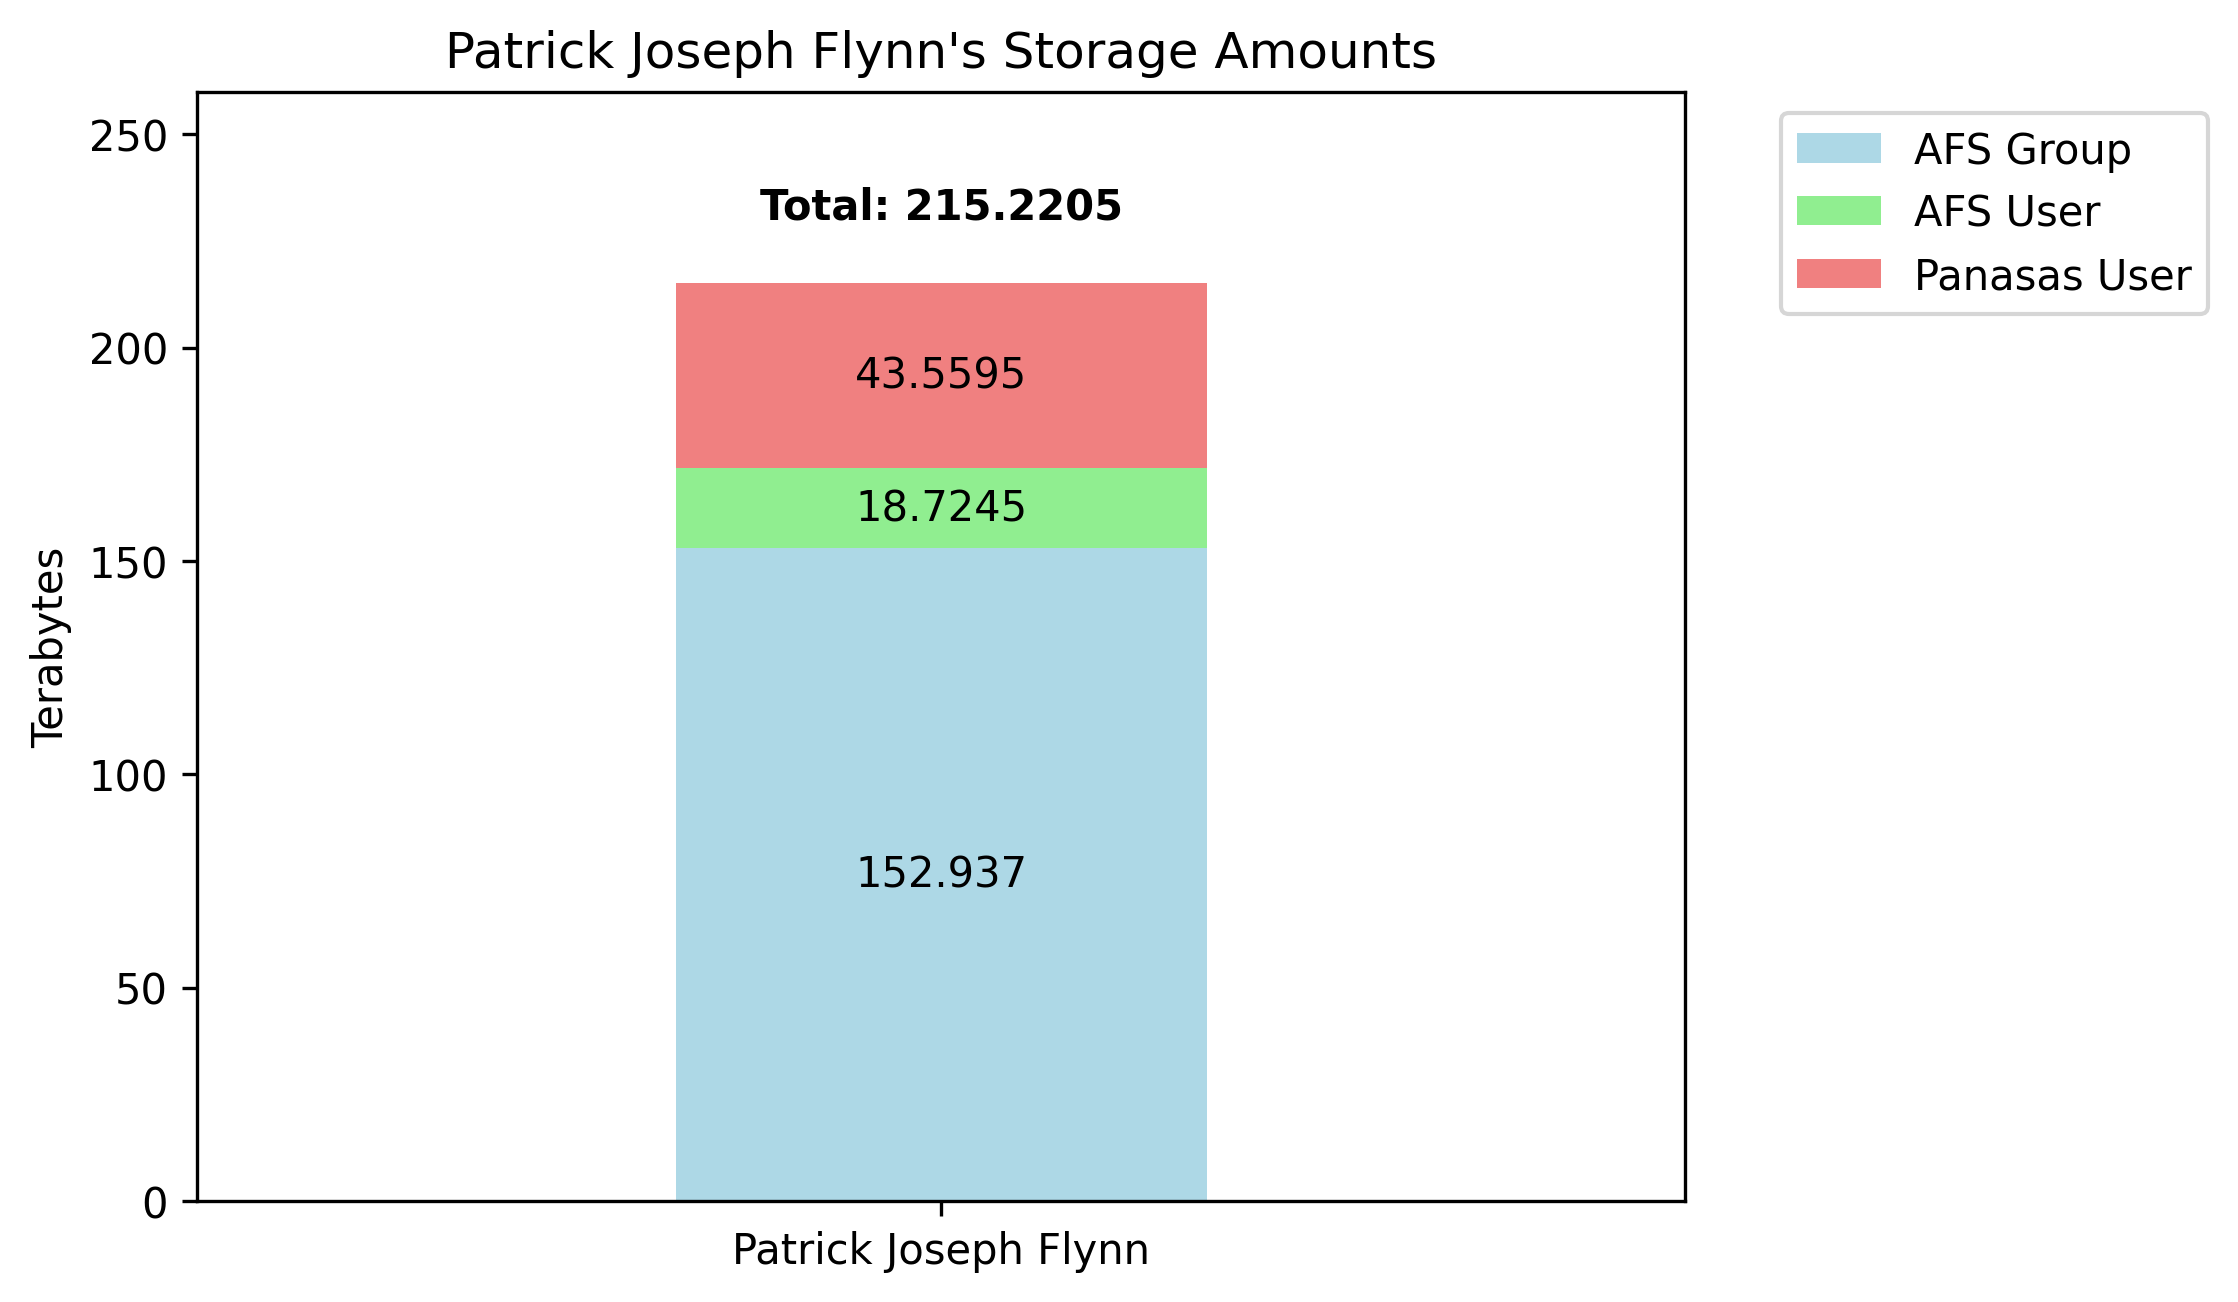 Patrick Joseph Flynn's Storage Amounts
AFS Group
AFS User
Panasas User
Terabytes
250
200
150
100
50
0
Total: 215.2205
43.5595
18.7245
152.937
Patrick Joseph Flynn